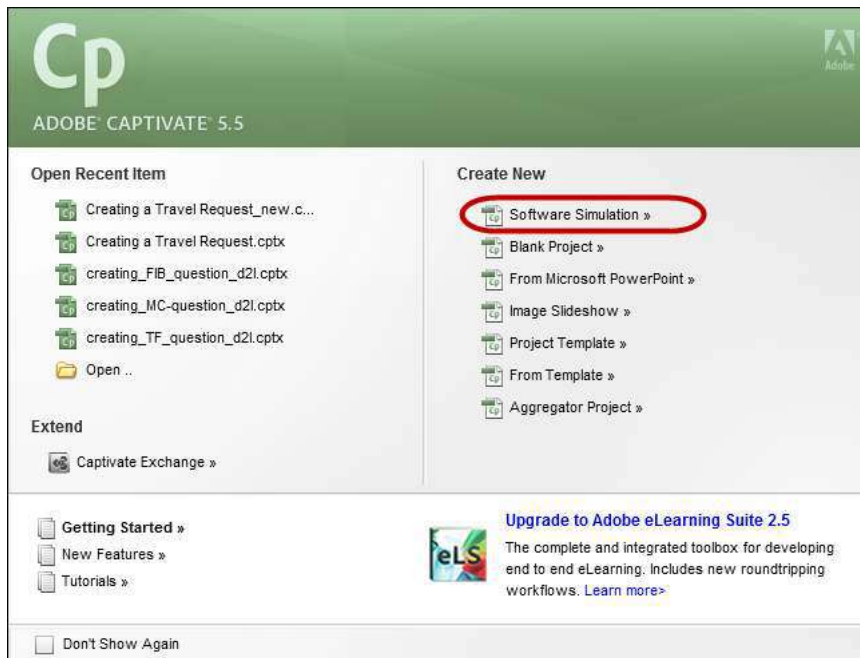 Cp
Adobe
ADOBE® CAPTIVATE® 5.5
Open Recent Item
Creating a Travel Request_new.c...
Creating a Travel Request.cptx
creating_FIB_question_d2l.cptx
creating_MC-question_d2l.cptx
creating_TF_question_d2l.cptx
Open ..
Extend
Captivate Exchange »
Create New
Software Simulation »
Blank Project »
From Microsoft PowerPoint »
Image Slideshow »
Project Template »
From Template »
Aggregator Project »
Getting Started »
New Features »
Tutorials »
eLS
Upgrade to Adobe eLearning Suite 2.5
The complete and integrated toolbox for developing
end to end eLearning. Includes new roundtripping
workflows. Learn more>
Don't Show Again